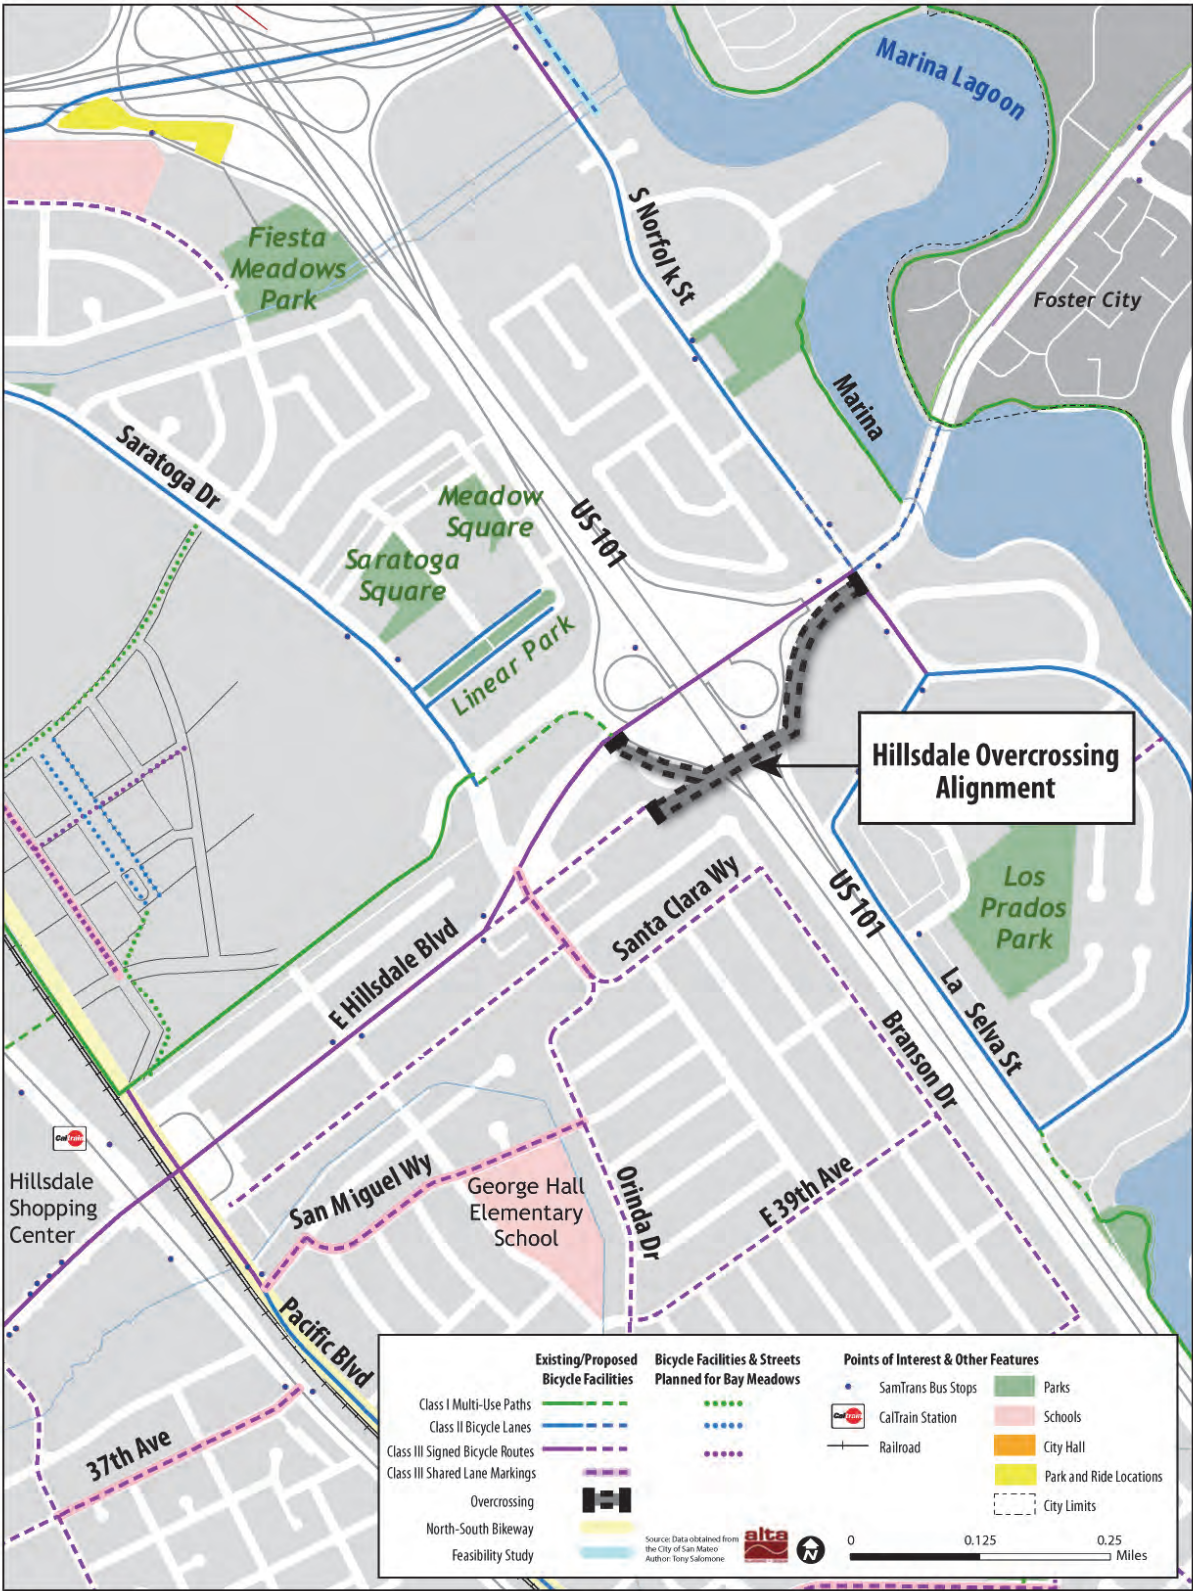 Marina Lagoon
S Norfol k St
Fiesta
Meadows
Park
Foster City
Marina
Saratoga Dr
Meadow
Square
US 101
Saratoga
Square
Linear Park
Hillsdale Overcrossing
Alignment
Santa Clara Wy
US 101
Los
Prados
Park
E Hillsdale Blvd
La Selva St
Branson Dr
CalTrain
Hillsdale
Shopping
Center
San Miguel Wy
George Hall
Elementary
School
Orinda Dr
E 39th Ave
Pacific Blvd
37th Ave
Existing/Proposed
Bicycle Facilities
Bicycle Facilities & Streets
Planned for Bay Meadows
Points of Interest & Other Features
Class I Multi-Use Paths
Class II Bicycle Lanes
Class III Signed Bicycle Routes
Class III Shared Lane Markings
Overcrossing
North-South Bikeway
Feasibility Study
SamTrans Bus Stops
CalTrain
CalTrain Station
Railroad
Parks
Schools
City Hall
Park and Ride Locations
City Limits
Source: Data obtained from
the City of San Mateo
Author: Tony Salomone
alta
N
0 0.125 0.25
Miles